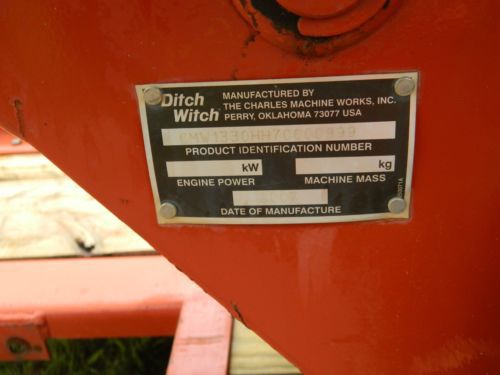 Ditch Witch
MANUFACTURED BY
THE CHARLES MACHINE WORKS, INC.
PERRY, OKLAHOMA 73077 USA
PRODUCT IDENTIFICATION NUMBER
kW kg
ENGINE POWER MACHINE MASS
DATE OF MANUFACTURE